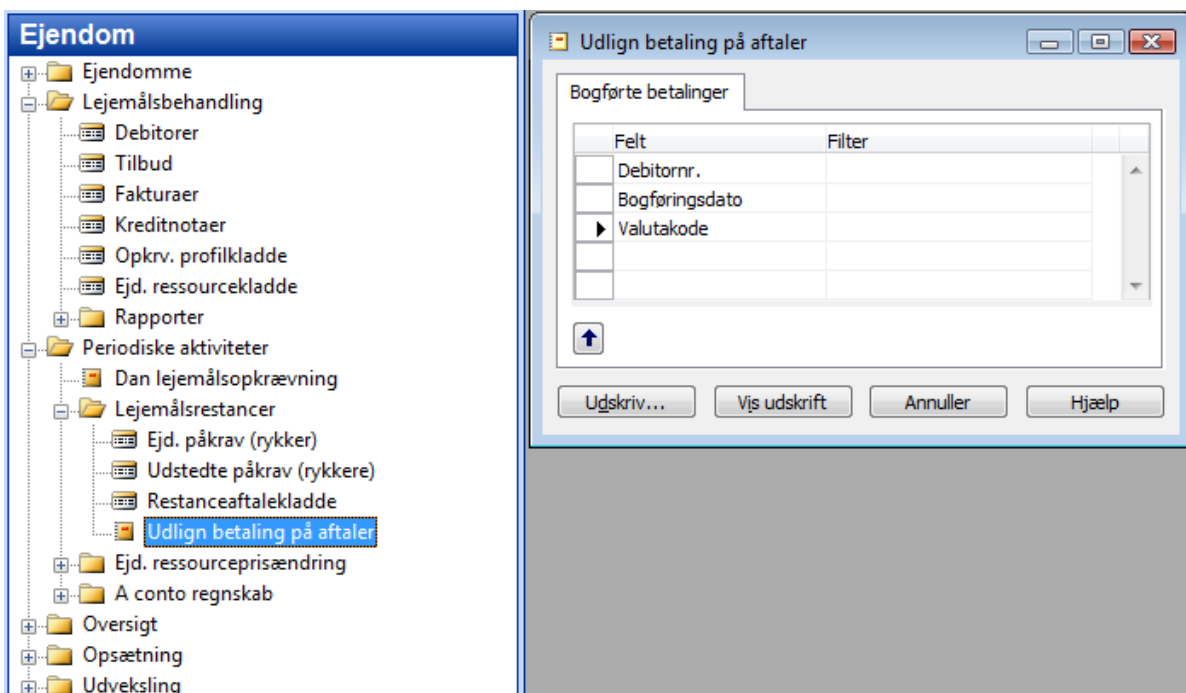 Ejendom
Ejendomme
Lejemålsbehandling
Debitorer
Tilbud
Fakturaer
Kreditnotaer
Opkrv. profilkladde
Ejd. ressourcekladde
Rapporter
Periodiske aktiviteter
Dan lejemålsopkrævning
Lejemålsrestancer
Ejd. påkrav (rykker)
Udstedte påkrav (rykkere)
Restanceaftalekladde
Udlign betaling på aftaler
Ejd. ressourceprisændring
A conto regnskab
Oversigt
Opsætning
Udveksling
Udlign betaling på aftaler
Bogførte betalinger
Felt Filter
Debitornr.
Bogføringsdato
Valutakode
Udskriv... Vis udskrift Annuller Hjælp